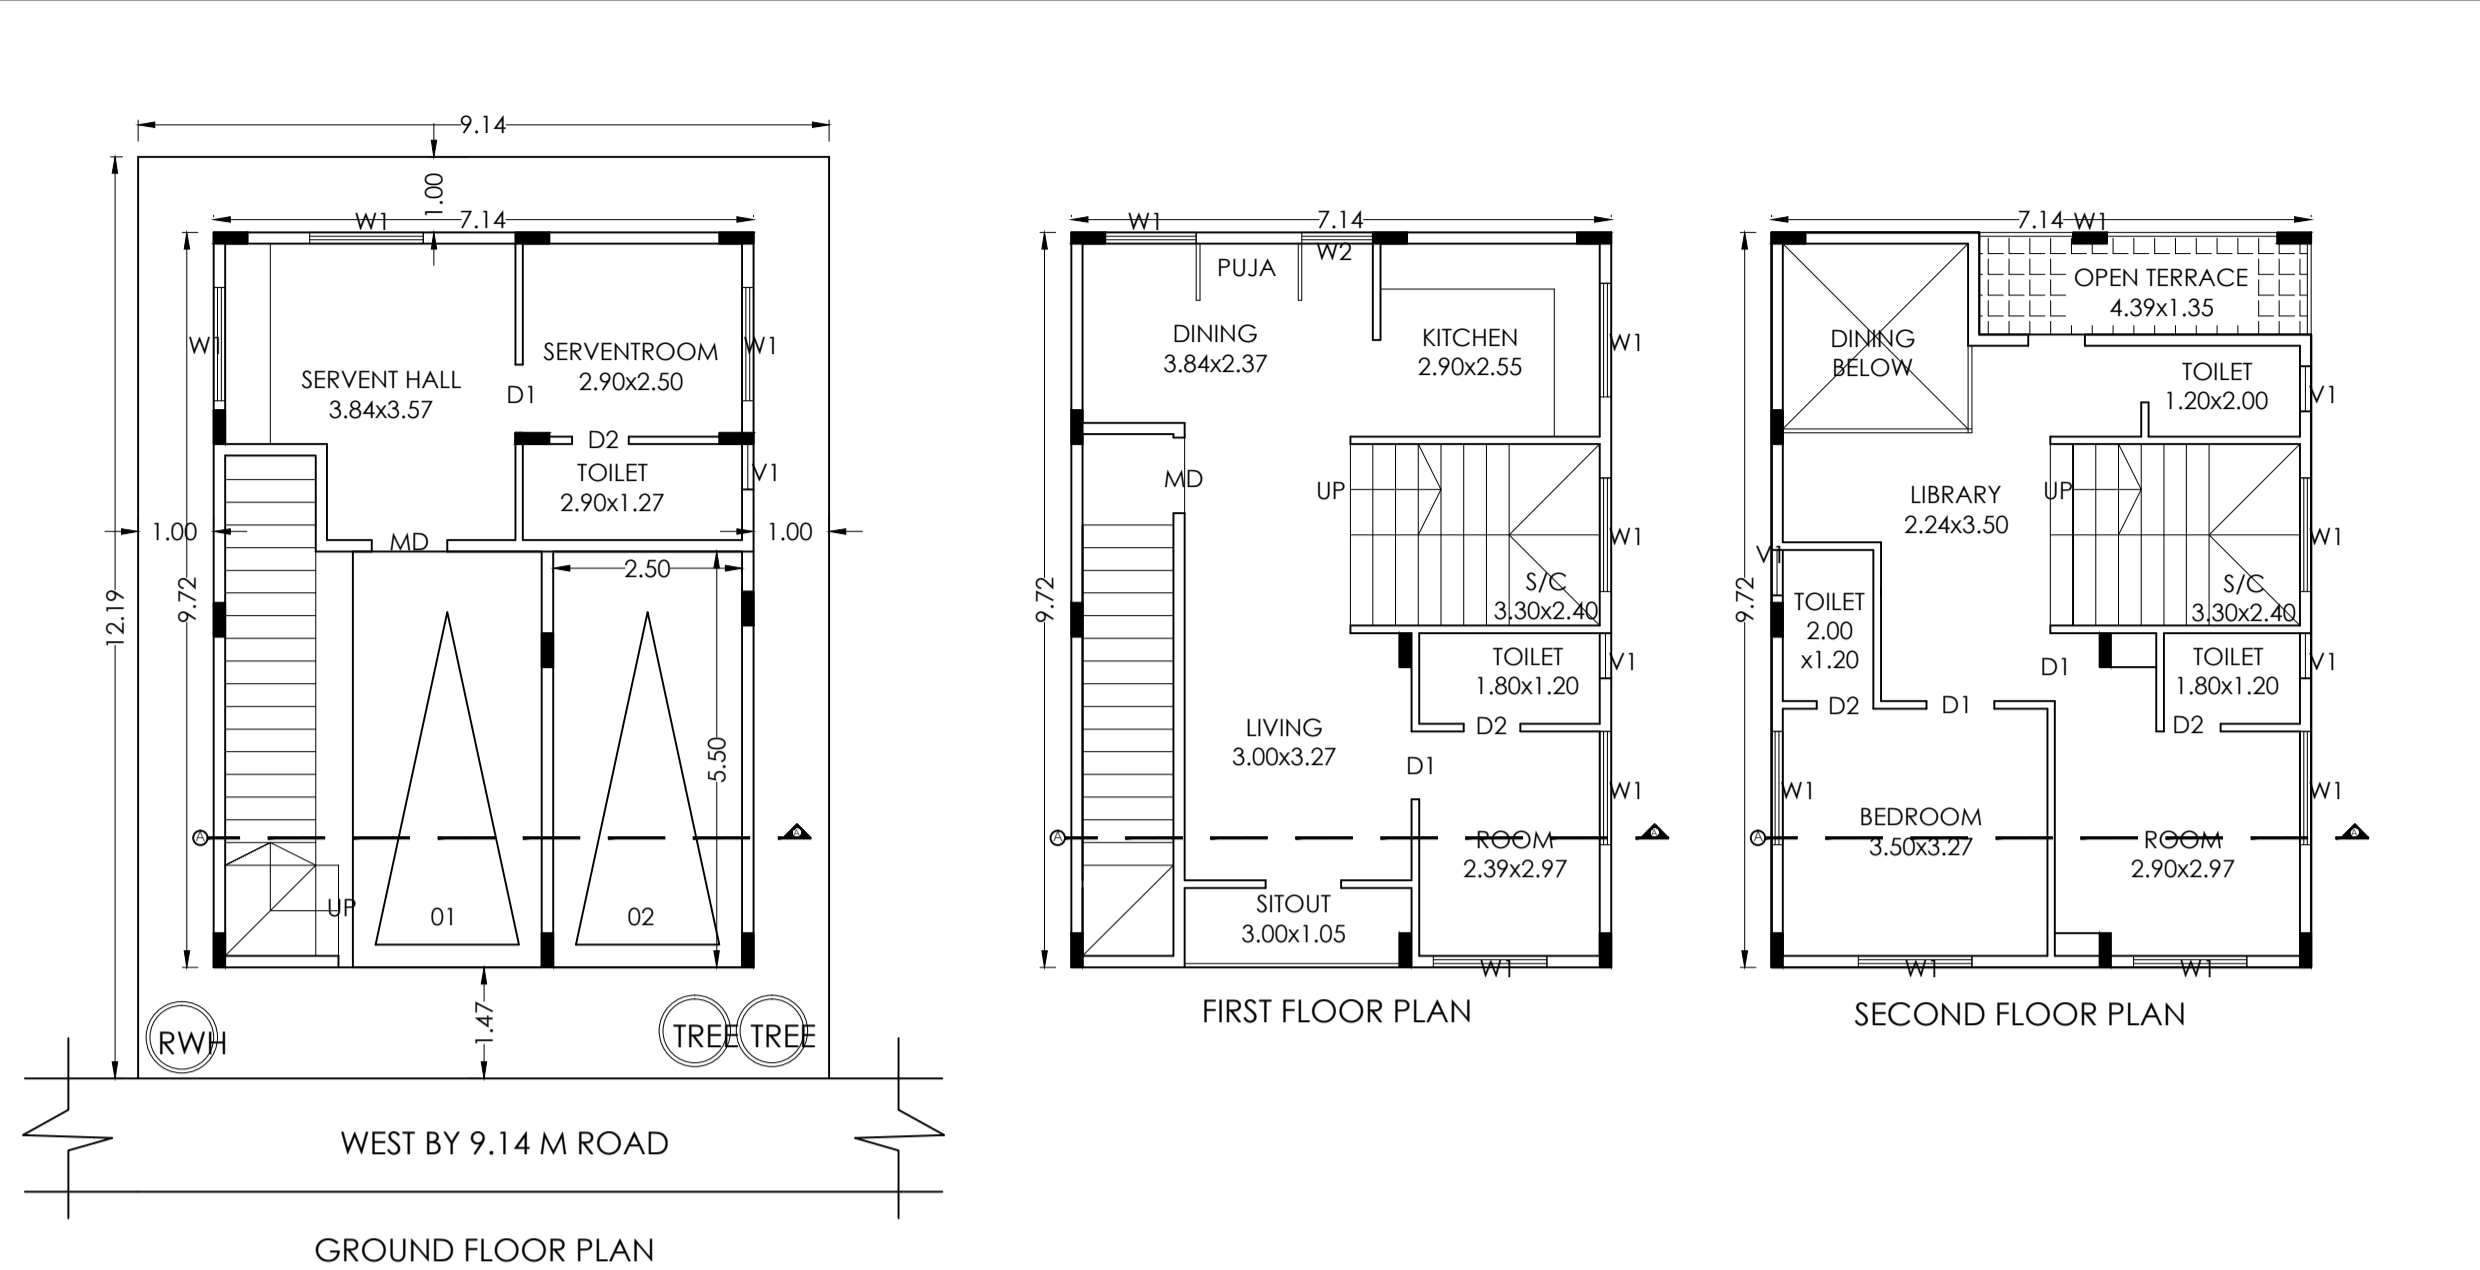 9.14
1.00
W1
7.14
W1
W1
SERVENTROOM
2.90x2.50
SERVENT HALL
3.84x3.57
D1
D2
TOILET
2.90x1.27
V1
1.00
1.00
MD
2.50
9.72
12.19
5.50
UP
01
02
A
A
1.47
RWH
TREE
TREE
WEST BY 9.14 M ROAD
GROUND FLOOR PLAN
W1
7.14
W2
PUJA
DINING
3.84x2.37
KITCHEN
2.90x2.55
W1
MD
UP
W1
S/C
3.30x2.40
9.72
TOILET
1.80x1.20
V1
D2
LIVING
3.00x3.27
D1
W1
A
A
ROOM
2.39x2.97
SITOUT
3.00x1.05
W1
FIRST FLOOR PLAN
7.14
W1
OPEN TERRACE
4.39x1.35
DINING
BELOW
TOILET
1.20x2.00
V1
LIBRARY
2.24x3.50
UP
W1
V1
S/C
3.30x2.40
9.72
TOILET
2.00
x1.20
D1
TOILET
1.80x1.20
V1
D2
D1
D2
W1
W1
BEDROOM
3.50x3.27
A
A
ROOM
2.90x2.97
W1
W1
SECOND FLOOR PLAN